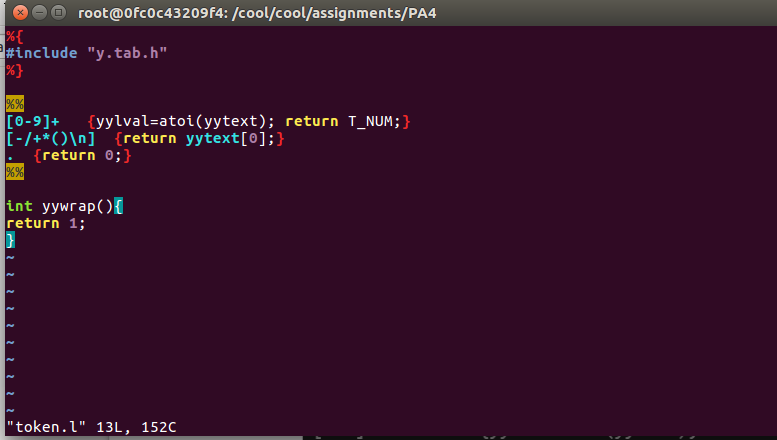 root@0fc0c43209f4: /cool/cool/assignments/PA4
%{
#include "y.tab.h"
%}
%%
[0-9]+   {yylval=atoi(yytext); return T_NUM;}
[-/+*()\n]  {return yytext[0];}
.  {return 0;}
%%
int yywrap(){
return 1;
}
~
~
~
~
~
~
~
~
~
~
"token.l" 13L, 152C